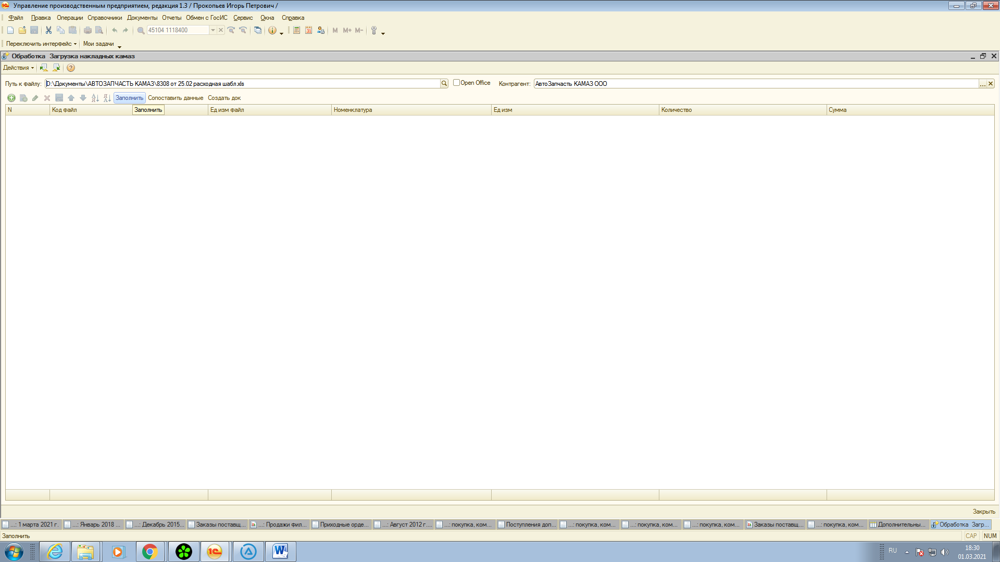 Управление производственным предприятием, редакция 1.3 / Прокопьев Игорь Петрович /
Файл Правка Операции Справочники Документы Отчеты Обмен с ГосИС Сервис Окна Справка
45104 1118400 M M+ M-
Переключить интерфейс Мои задачи
Обработка Загрузка накладных камаз
Действия
Путь к файлу: D:\Документы\АВТОЗАПЧАСТЬ КАМАЗ\8308 от 25.02 расходная шабл.xls Open Office Контрагент: АвтоЗапчасть КАМАЗ ООО
Заполнить Сопоставить данные Создать док
N Код файл Заполнить Ед изм файл Номенклатура Ед изм Количество Сумма
Закрыть
...: 1 марта 2021 г. ...: Январь 2018 ... ...: Декабрь 2015... Заказы поставщ... ...: Продажи фил... Приходные орде... ...: Август 2012 г.... ...: покупка, ком... Поступления доп... ...: покупка, ком... ...: покупка, ком... ...: покупка, ком... Заказы поставщ... ...: покупка, ком... Дополнительны... Обработка Загр...
Заполнить CAP NUM
RU 18:30
01.03.2021